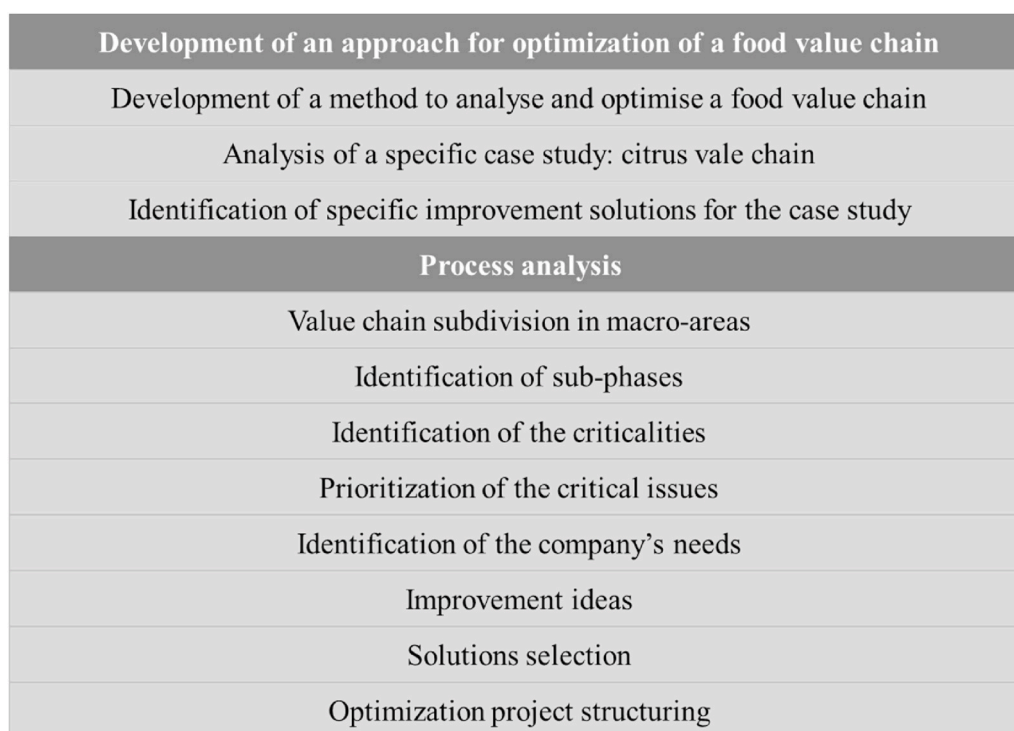 Development of an approach for optimization of a food value chain
Development of a method to analyse and optimise a food value chain
Analysis of a specific case study: citrus vale chain
Identification of specific improvement solutions for the case study
Process analysis
Value chain subdivision in macro-areas
Identification of sub-phases
Identification of the criticalities
Prioritization of the critical issues
Identification of the company’s needs
Improvement ideas
Solutions selection
Optimization project structuring